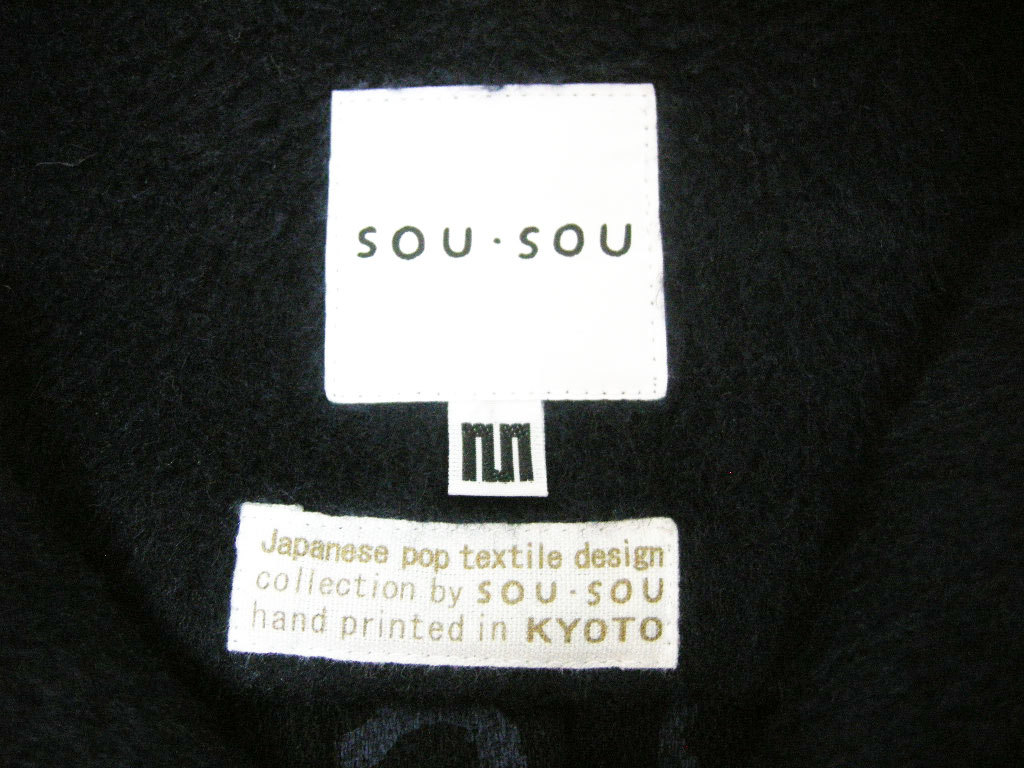 SOU・SOU
M
Japanese pop textile design
collection by SOU・SOU
hand printed in KYOTO